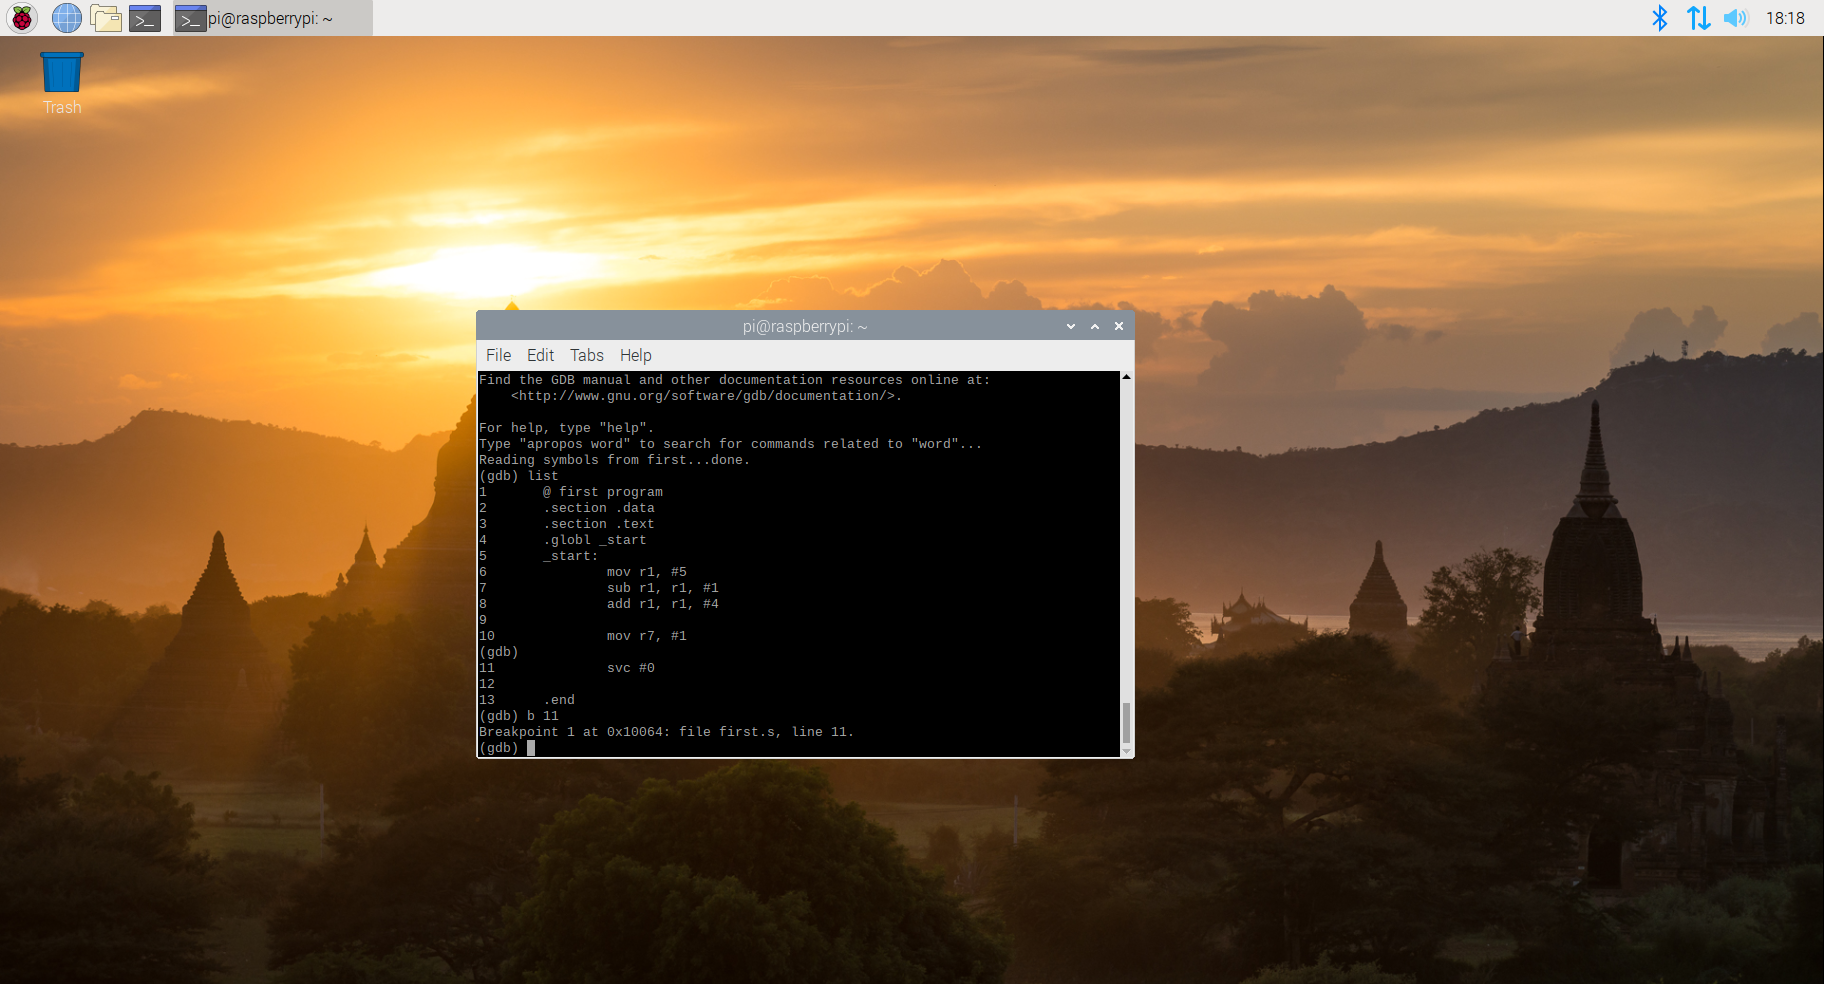 pi@raspberrypi: ~
18:18
Trash
pi@raspberrypi: ~
File Edit Tabs Help
Find the GDB manual and other documentation resources online at:
    <http://www.gnu.org/software/gdb/documentation/>.
For help, type "help".
Type "apropos word" to search for commands related to "word"...
Reading symbols from first...done.
(gdb) list
1       @ first program
2       .section .data
3       .section .text
4       .globl _start
5       _start:
6               mov r1, #5
7               sub r1, r1, #1
8               add r1, r1, #4
9
10              mov r7, #1
(gdb)
11              svc #0
12
13      .end
(gdb) b 11
Breakpoint 1 at 0x10064: file first.s, line 11.
(gdb)